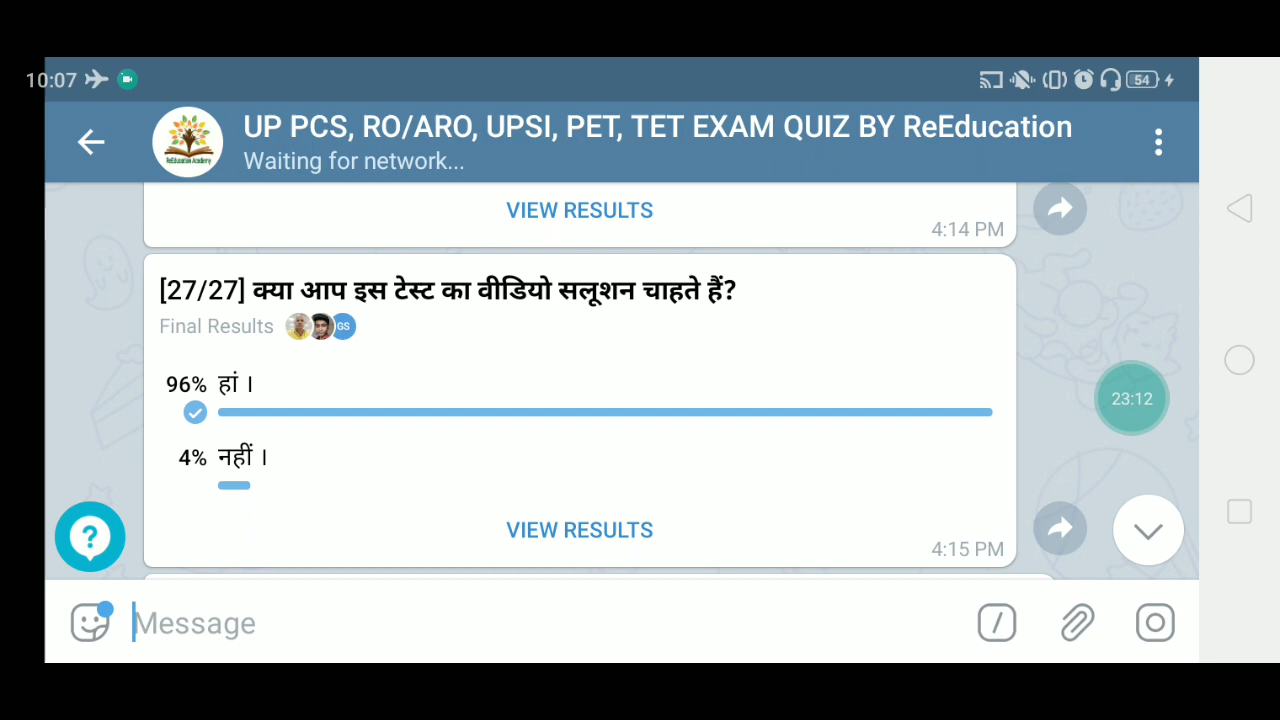 10:07
54
UP PCS, RO/ARO, UPSI, PET, TET EXAM QUIZ BY ReEducation
Waiting for network...
ReEducation Academy
VIEW RESULTS
4:14 PM
[27/27] क्या आप इस टेस्ट का वीडियो सलूशन चाहते हैं?
Final Results GS
96% हां ।
23:12
4% नहीं ।
VIEW RESULTS
4:15 PM
Message